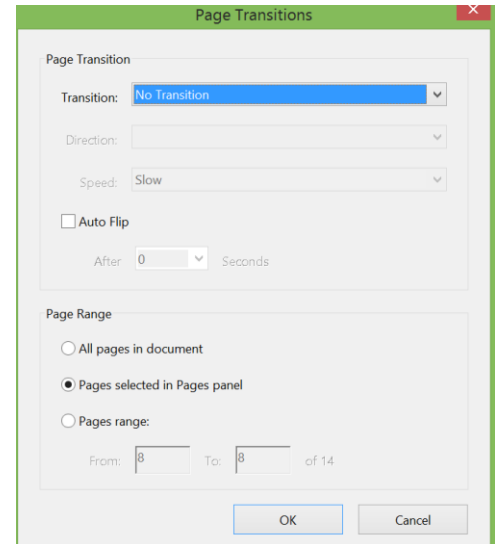 Page Transitions
Page Transition
Transition: No Transition
Direction:
Speed: Slow
Auto Flip
After 0 Seconds
Page Range
All pages in document
Pages selected in Pages panel
Pages range:
From: 8 To: 8 of 14
OK Cancel